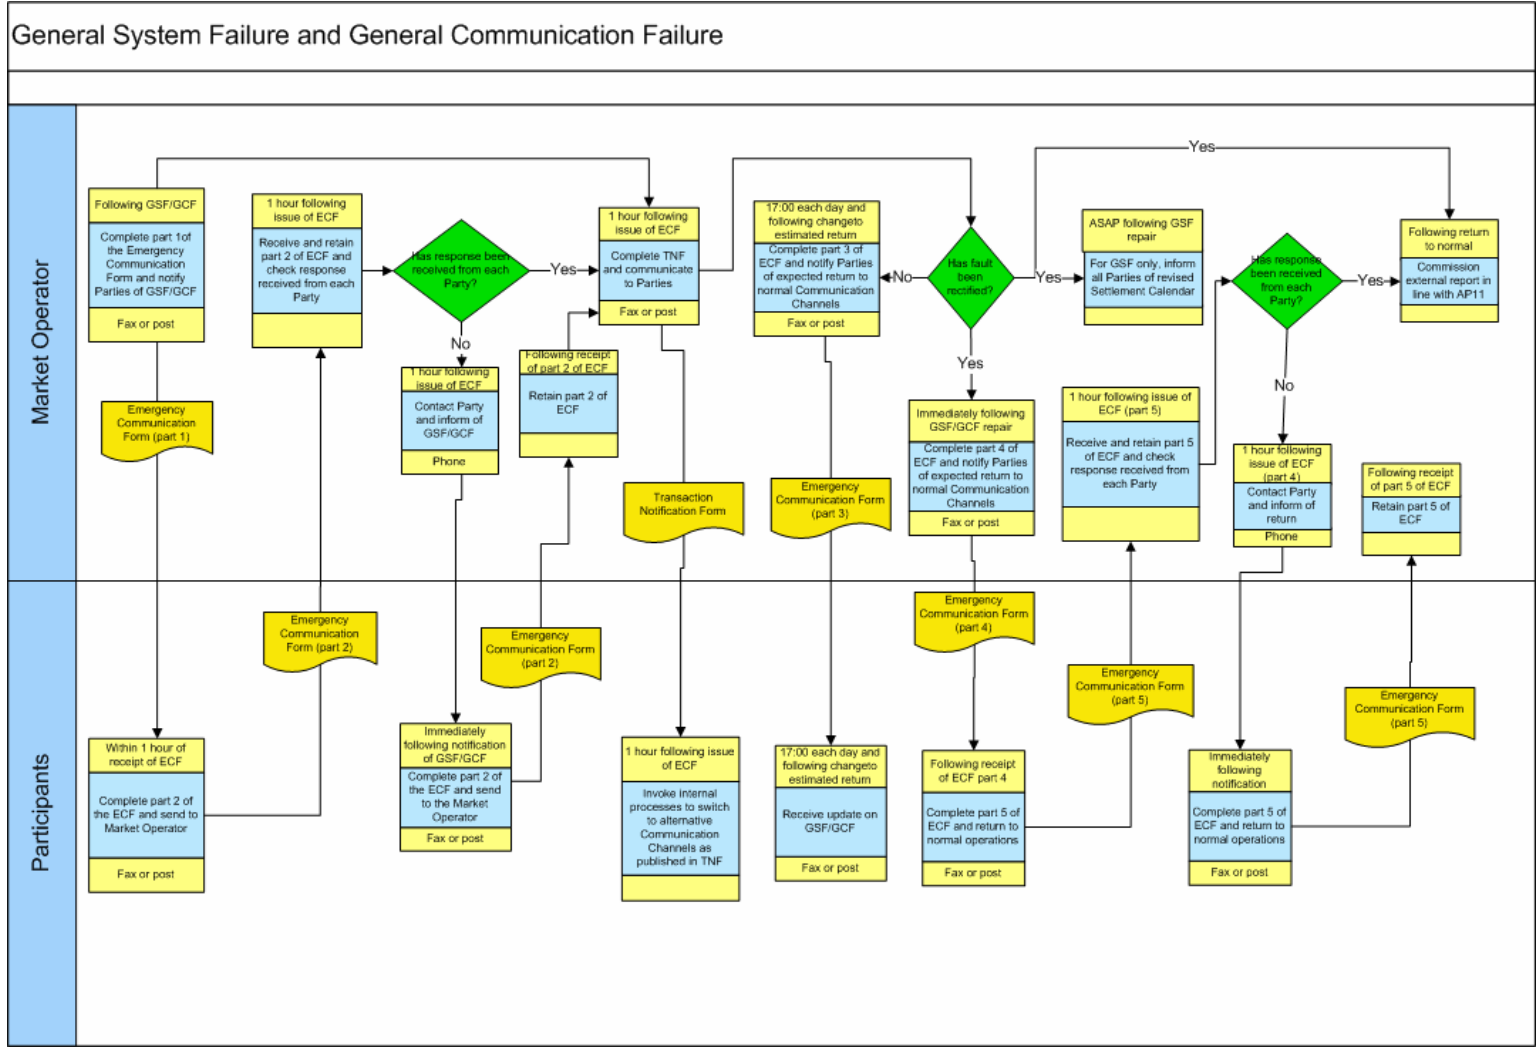 General System Failure and General Communication Failure
Market Operator
Following GSF/GCF
Complete part 1of
the Emergency
Communication
Form and notify
Parties of GSF/GCF
Fax or post
Emergency
Communication
Form (part 1)
1 hour following
issue of ECF
Receive and retain
part 2 of ECF and
check response
received from each
Party
Has response been
received from each
Party?
Yes
No
1 hour following
issue of ECF
Contact Party
and inform of
GSF/GCF
Phone
Following receipt
of part 2 of ECF
Retain part 2 of
ECF
1 hour following
issue of ECF
Complete TNF
and communicate
to Parties
Fax or post
Transaction
Notification Form
17:00 each day and
following changeto
estimated return
Complete part 3 of
ECF and notify Parties
of expected return to
normal Communication
Channels
Fax or post
Emergency
Communication Form
(part 3)
No
Has fault
been
rectified?
Yes
Yes
Yes
Immediately following
GSF/GCF repair
Complete part 4 of
ECF and notify Parties
of expected return to
normal Communication
Channels
Fax or post
ASAP following GSF
repair
For GSF only, inform
all Parties of revised
Settlement Calendar
1 hour following issue of
ECF (part 5)
Receive and retain part 5
of ECF and check
response received from
each Party
Has response
been received
from each
Party?
Yes
No
Following return
to normal
Commission
external report in
line with AP11
1 hour following
issue of ECF
(part 4)
Contact Party
and inform of
return
Phone
Following receipt
of part 5 of ECF
Retain part 5 of
ECF
Participants
Within 1 hour of
receipt of ECF
Complete part 2 of
the ECF and send to
Market Operator
Fax or post
Emergency
Communication
Form (part 2)
Immediately
following notification
of GSF/GCF
Complete part 2 of
the ECF and send
to the Market
Operator
Fax or post
Emergency
Communication Form
(part 2)
1 hour following issue
of ECF
Invoke internal
processes to switch
to alternative
Communication
Channels as
published in TNF
17:00 each day and
following changeto
estimated return
Receive update on
GSF/GCF
Fax or post
Emergency
Communication Form
(part 4)
Following receipt
of ECF part 4
Complete part 5 of
ECF and return to
normal operations
Fax or post
Emergency
Communication Form
(part 5)
Immediately
following
notification
Complete part 5 of
ECF and return to
normal operations
Fax or post
Emergency
Communication Form
(part 5)